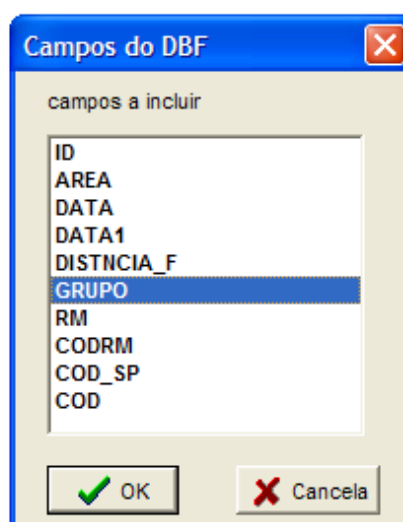 Campos do DBF
campos a incluir
ID
AREA
DATA
DATA1
DISTNCIA_F
GRUPO
RM
CODRM
COD_SP
COD
OK Cancela